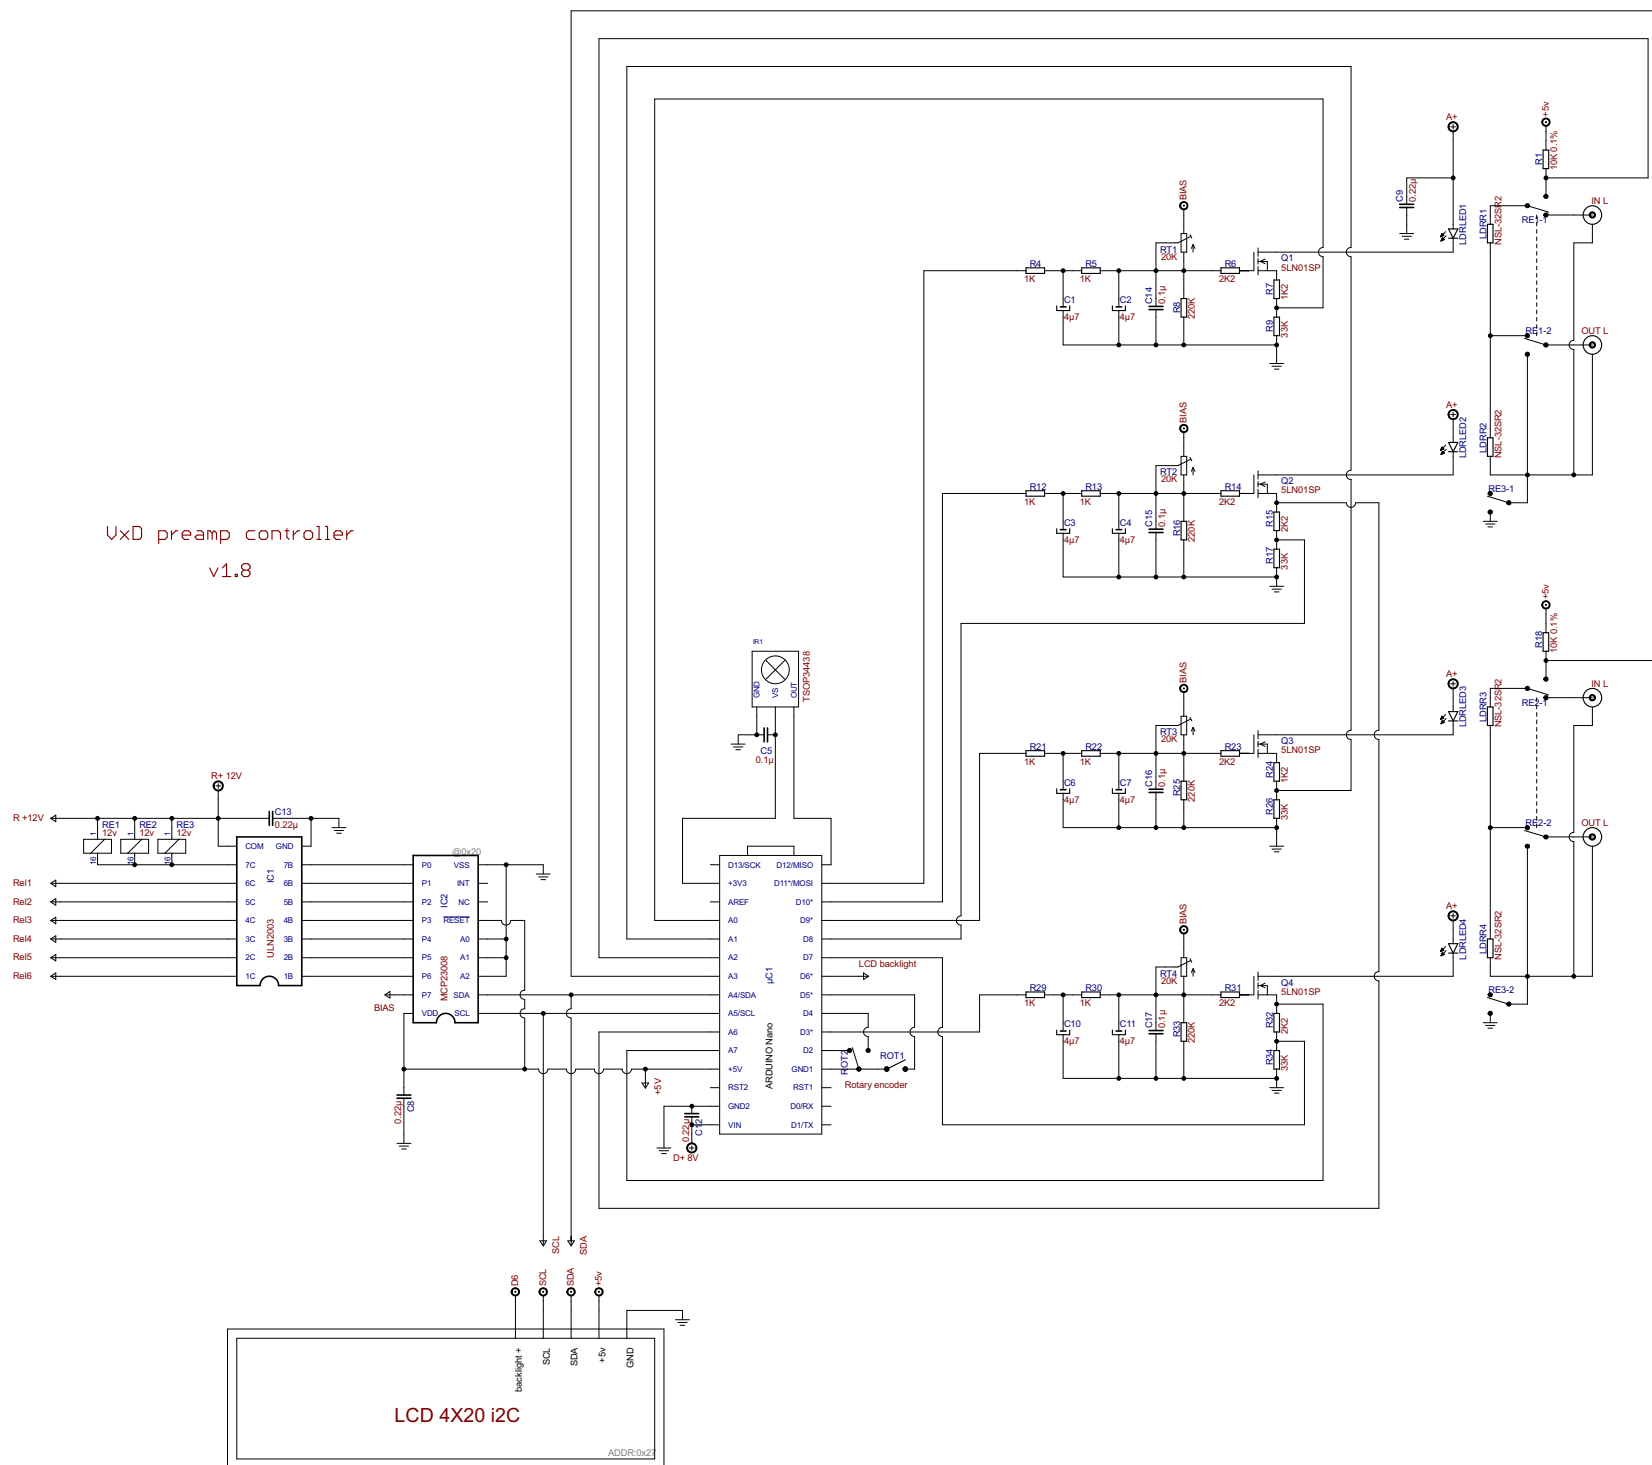 VxD preamp controller
v1.8
A+
+5v
R1
10K 0.1%
C9
0.22µ
LDRLED1
LDRR1
NSL-32SR2
RE1-1
IN L
BIAS
RT1
20K
R4
1K
R5
1K
R6
2K2
Q1
5LN01SP
C1
4µ7
C2
4µ7
C14
0.1µ
R8
220K
R7
1K2
R9
33K
RE1-2
OUT L
BIAS
RT2
20K
R12
1K
R13
1K
R14
2K2
Q2
5LN01SP
C3
4µ7
C4
4µ7
C15
0.1µ
R16
220K
R15
2K2
R17
33K
A+
LDRLED2
LDRR2
NSL-32SR2
RE3-1
+5v
R18
10K 0.1%
IR1
GND
VS
OUT
TSOP34438
C5
0.1µ
BIAS
RT3
20K
R21
1K
R22
1K
R23
2K2
Q3
5LN01SP
C6
4µ7
C7
4µ7
C16
0.1µ
R25
220K
R24
1K2
R26
33K
A+
LDRLED3
LDRR3
NSL-32SR2
RE2-1
IN L
RE2-2
OUT L
R+ 12V
R +12V
RE1
12v
1
16
RE2
12v
1
16
RE3
12v
1
16
C13
0.22µ
COM
GND
7C
7B
6C
6B
5C
5B
4C
4B
3C
3B
2C
2B
1C
1B
IC1
ULN2003
Rel1
Rel2
Rel3
Rel4
Rel5
Rel6
@0x20
P0
VSS
P1
INT
P2
NC
P3
RESET
P4
A0
P5
A1
P6
A2
P7
SDA
VDD
SCL
IC2
MCP23008
BIAS
C8
0.22µ
D13/SCK
D12/MISO
+3V3
D11*/MOSI
AREF
D10*
A0
D9*
A1
D8
A2
D7
A3
D6*
A4/SDA
D5*
A5/SCL
D4
A6
D3*
A7
D2
+5V
GND1
RST2
RST1
GND2
D0/RX
VIN
D1/TX
µC1
ARDUINO Nano
LCD backlight
ROT2
ROT1
Rotary encoder
+5V
C12
0.22µ
D+ 8V
BIAS
RT4
20K
R29
1K
R30
1K
R31
2K2
Q4
5LN01SP
C10
4µ7
C11
4µ7
C17
0.1µ
R33
220K
R32
2K2
R34
33K
A+
LDRLED4
LDRR4
NSL-32SR2
RE3-2
SCL
SDA
D6
SCL
SDA
+5v
backlight +
SCL
SDA
+5v
GND
LCD 4X20 i2C
ADDR:0x27